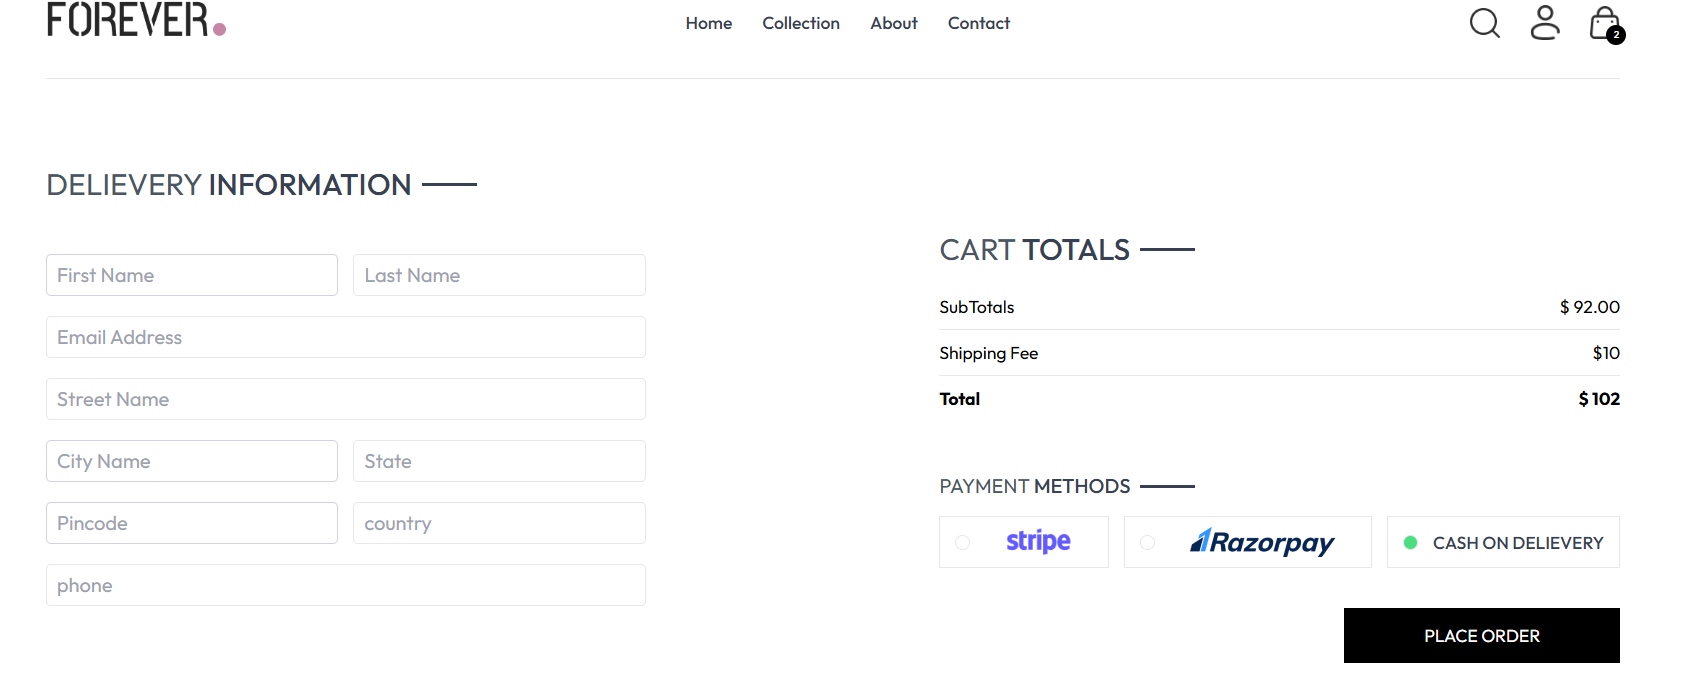 FOREVER.
Home Collection About Contact
2
DELIEVERY INFORMATION
First Name Last Name
Email Address
Street Name
City Name State
Pincode country
phone
CART TOTALS
SubTotals $ 92.00
Shipping Fee $10
Total $ 102
PAYMENT METHODS
stripe Razorpay CASH ON DELIEVERY
PLACE ORDER